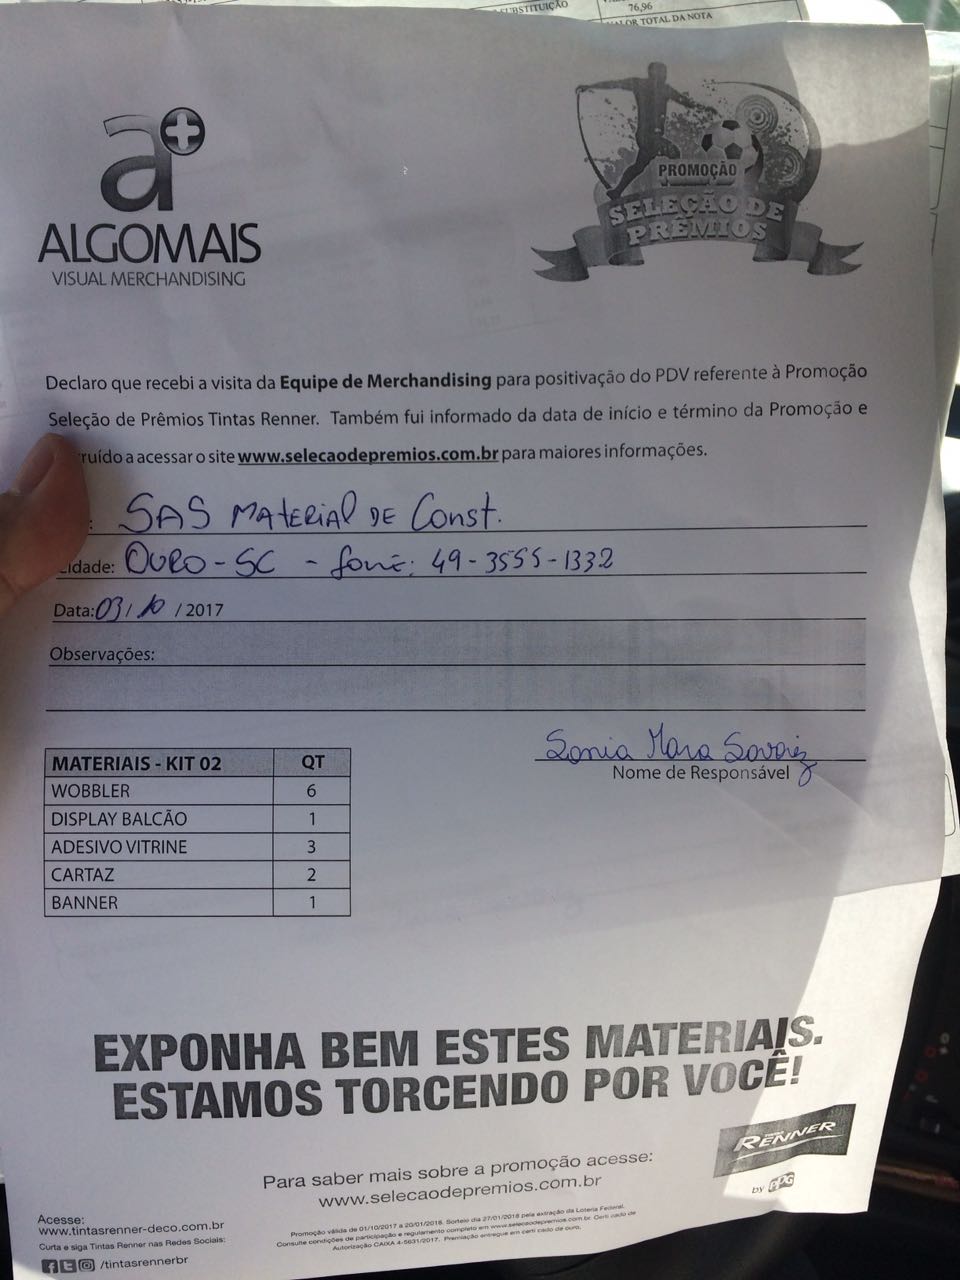 SUBSTITUIÇÃO
76,96
VALOR TOTAL DA NOTA
a+
ALGOMAIS
VISUAL MERCHANDISING
PROMOÇÃO
SELEÇÃO DE
PRÊMIOS
Declaro que recebi a visita da Equipe de Merchandising para positivação do PDV referente à Promoção
Seleção de Prêmios Tintas Renner. Também fui informado da data de início e término da Promoção e
ruído a acessar o site www.selecaodepremios.com.br para maiores informações.
: SAS MATERIAL DE Const.
Cidade: OURO-SC - fone: 49-3555-1332
Data: 03/10/2017
Observações:
Sonia Mara Savariz
Nome de Responsável
MATERIAIS - KIT 02 QT
WOBBLER 6
DISPLAY BALCÃO 1
ADESIVO VITRINE 3
CARTAZ 2
BANNER 1
EXPONHA BEM ESTES MATERIAIS.
ESTAMOS TORCENDO POR VOCÊ!
TINTAS RENNER
by PPG
Para saber mais sobre a promoção acesse:
www.selecaodepremios.com.br
Acesse:
www.tintasrenner-deco.com.br
Curta e siga Tintas Renner nas Redes Sociais:
/tintasrennerbr
Promoção válida de 01/10/2017 a 20/01/2018. Sorteio dia 27/01/2018 pela extração da Loteria Federal.
Consulte condições de participação e regulamento completo em www.selecaodepremios.com.br. Certi cado de
Autorização CAIXA 4-5631/2017. Premiação entregue em certi cado de ouro.